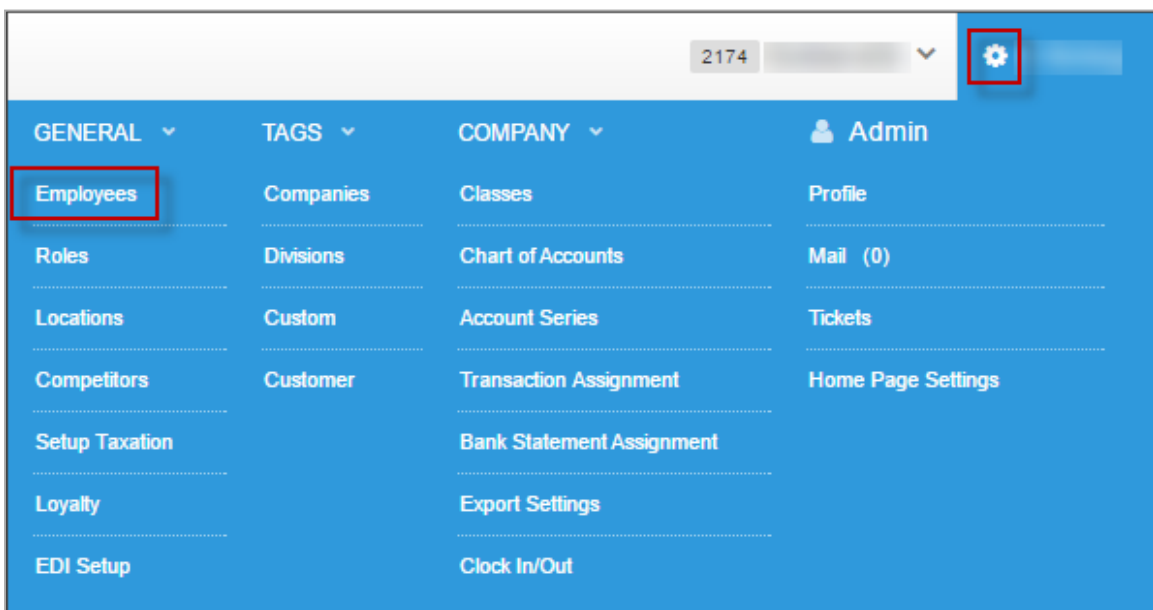 2174
GENERAL
Employees
Roles
Locations
Competitors
Setup Taxation
Loyalty
EDI Setup
TAGS
Companies
Divisions
Custom
Customer
COMPANY
Classes
Chart of Accounts
Account Series
Transaction Assignment
Bank Statement Assignment
Export Settings
Clock In/Out
Admin
Profile
Mail (0)
Tickets
Home Page Settings